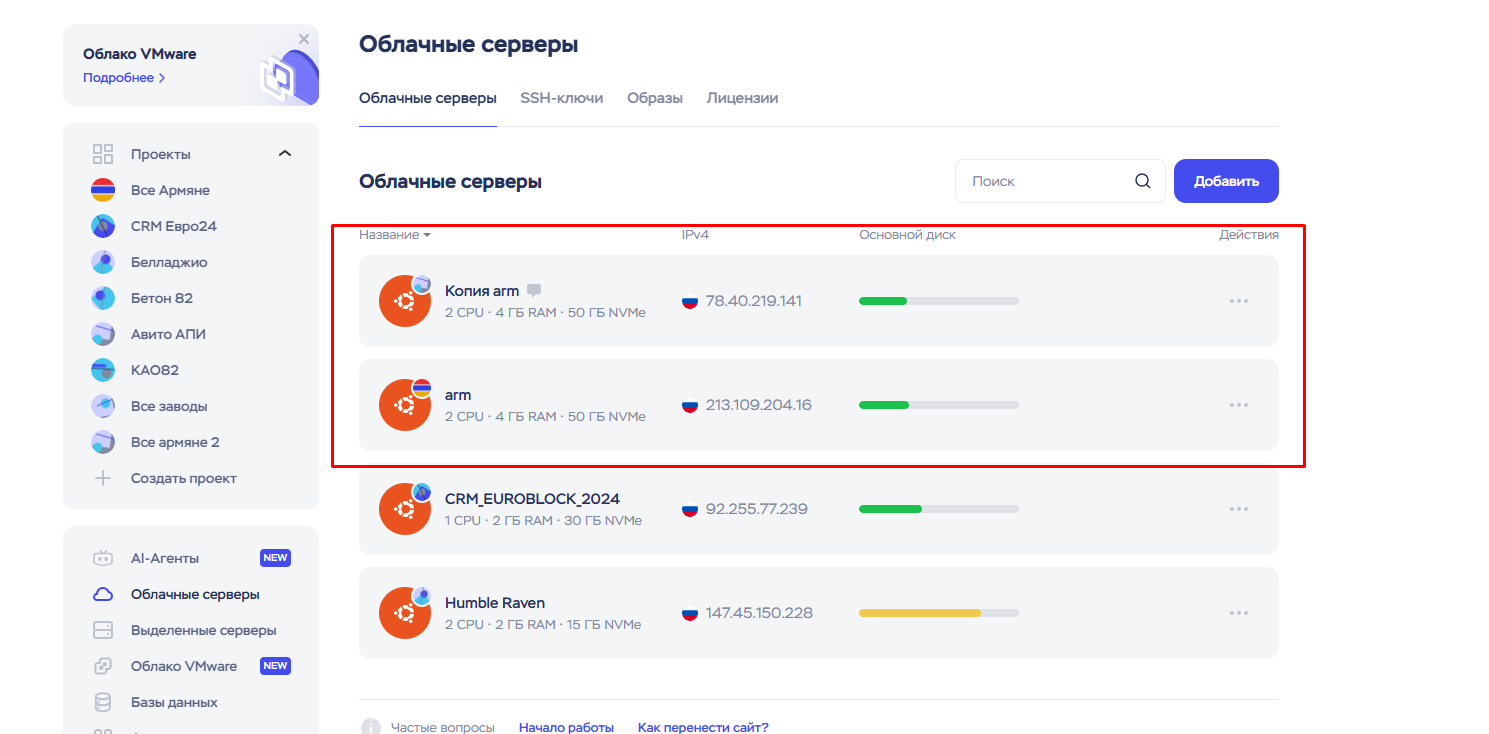 Облако VMware
Подробнее
Проекты
Все Армяне
CRM Евро24
Белладжио
Бетон 82
Авито АПИ
КАО82
Все заводы
Все армяне 2
Создать проект
AI-Агенты NEW
Облачные серверы
Выделенные серверы
Облако VMware NEW
Базы данных
Облачные серверы
Облачные серверы SSH-ключи Образы Лицензии
Облачные серверы Поиск Добавить
Название IPv4 Основной диск Действия
Копия arm
2 CPU · 4 ГБ RAM · 50 ГБ NVMe 78.40.219.141
arm
2 CPU · 4 ГБ RAM · 50 ГБ NVMe 213.109.204.16
CRM_EUROBLOCK_2024
1 CPU · 2 ГБ RAM · 30 ГБ NVMe 92.255.77.239
Humble Raven
2 CPU · 2 ГБ RAM · 15 ГБ NVMe 147.45.150.228
Частые вопросы Начало работы Как перенести сайт?